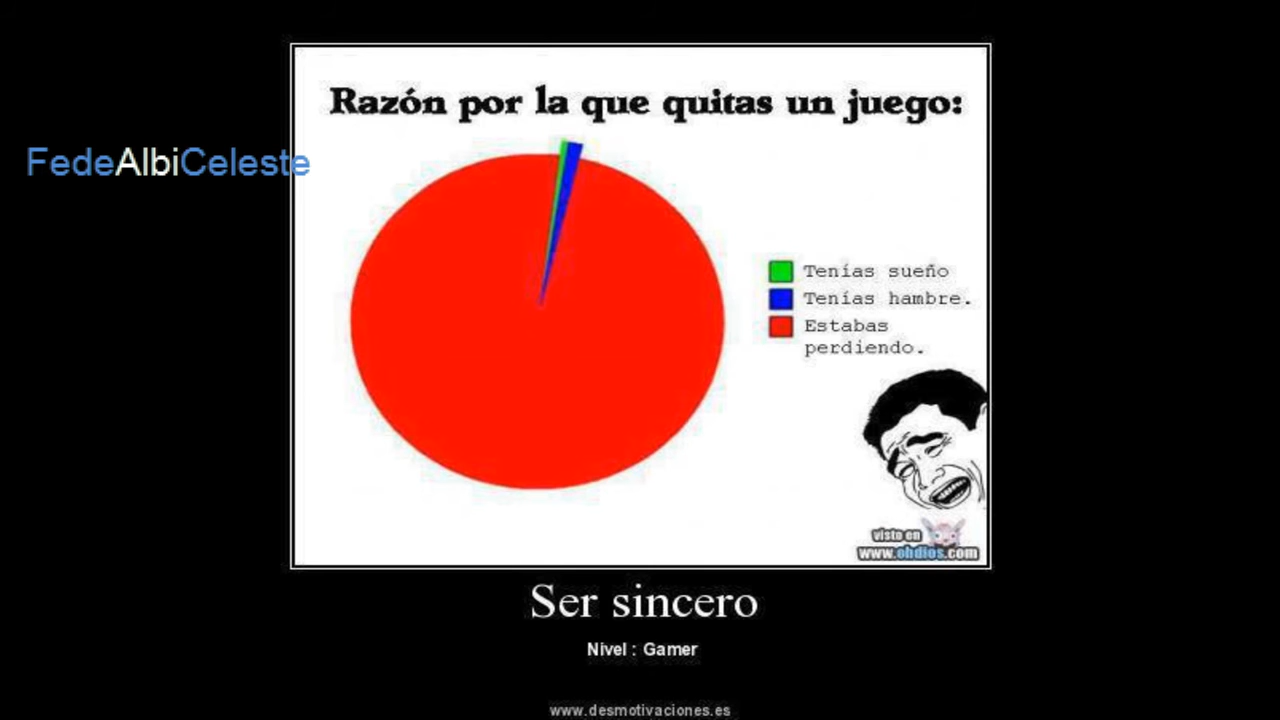 Razón por la que quitas un juego:
FedeAlbiCeleste
Tenías sueño
Tenías hambre.
Estabas
perdiendo.
visto en
www.ohdios.com
Ser sincero
Nivel : Gamer
www.desmotivaciones.es